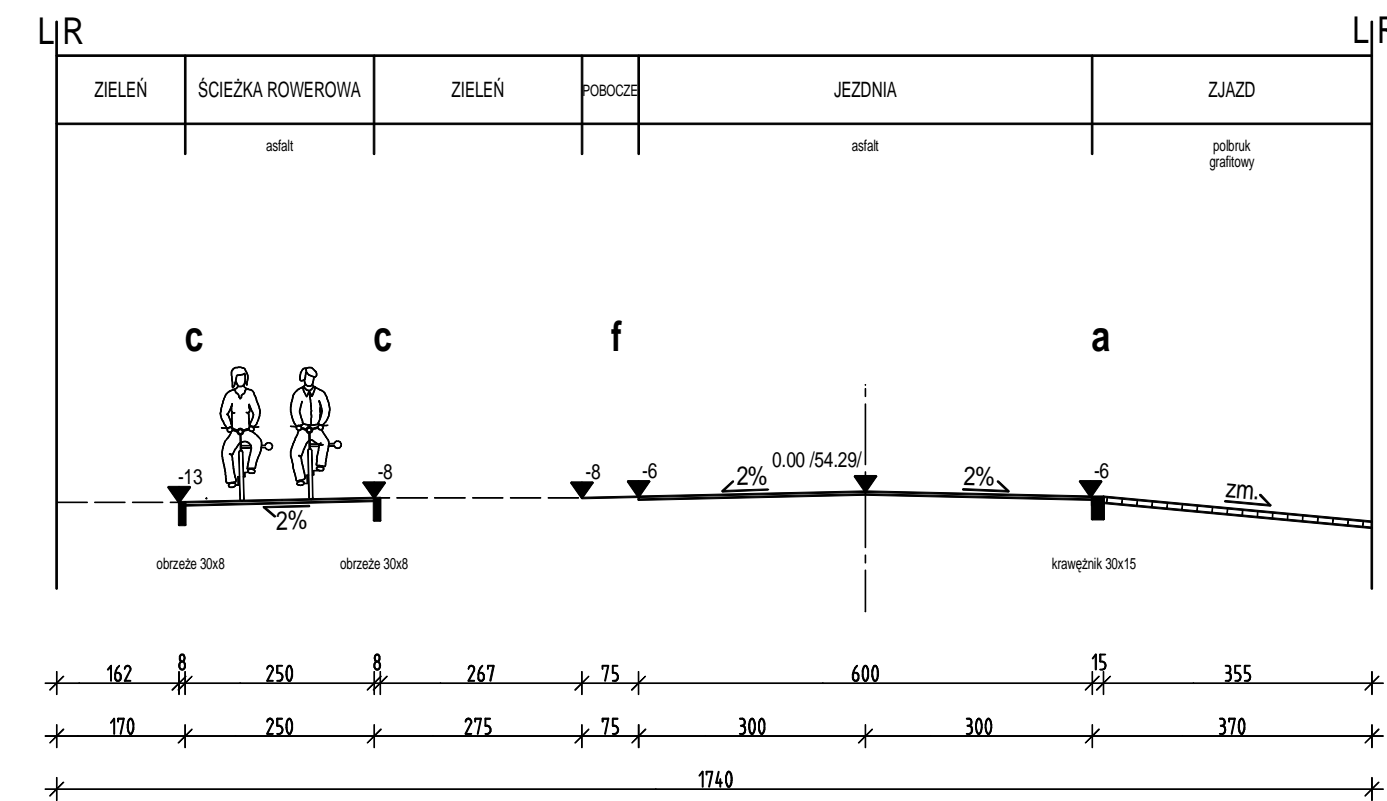 L R L R
ZIELEŃ ŚCIEŻKA ROWEROWA ZIELEŃ POBOCZE JEZDNIA ZJAZD
asfalt asfalt polbruk
grafitowy
c c f a
-13 -8 -8 -6 0.00 /54.29/ -6
2% 2% 2% zm.
obrzeże 30x8 obrzeże 30x8 krawężnik 30x15
162 8 250 8 267 75 600 15 355
170 250 275 75 300 300 370
1740